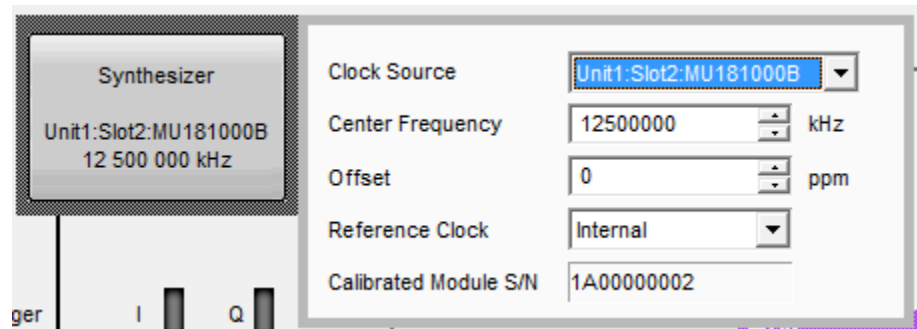 Synthesizer
Unit1:Slot2:MU181000B
12 500 000 kHz
Clock Source Unit1:Slot2:MU181000B
Center Frequency 12500000 kHz
Offset 0 ppm
Reference Clock Internal
Calibrated Module S/N 1A00000002
ger I Q